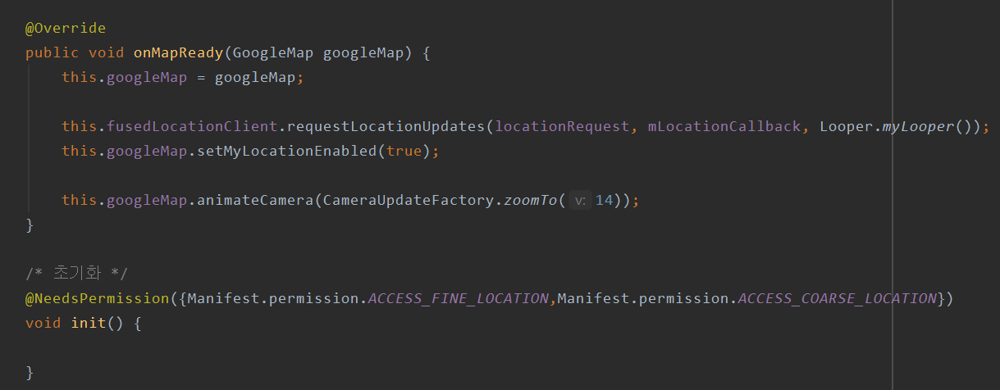 @Override
public void onMapReady(GoogleMap googleMap) {
    this.googleMap = googleMap;

    this.fusedLocationClient.requestLocationUpdates(locationRequest, mLocationCallback, Looper.myLooper());
    this.googleMap.setMyLocationEnabled(true);

    this.googleMap.animateCamera(CameraUpdateFactory.zoomTo( v: 14));
}

/* 초기화 */
@NeedsPermission({Manifest.permission.ACCESS_FINE_LOCATION,Manifest.permission.ACCESS_COARSE_LOCATION})
void init() {

}